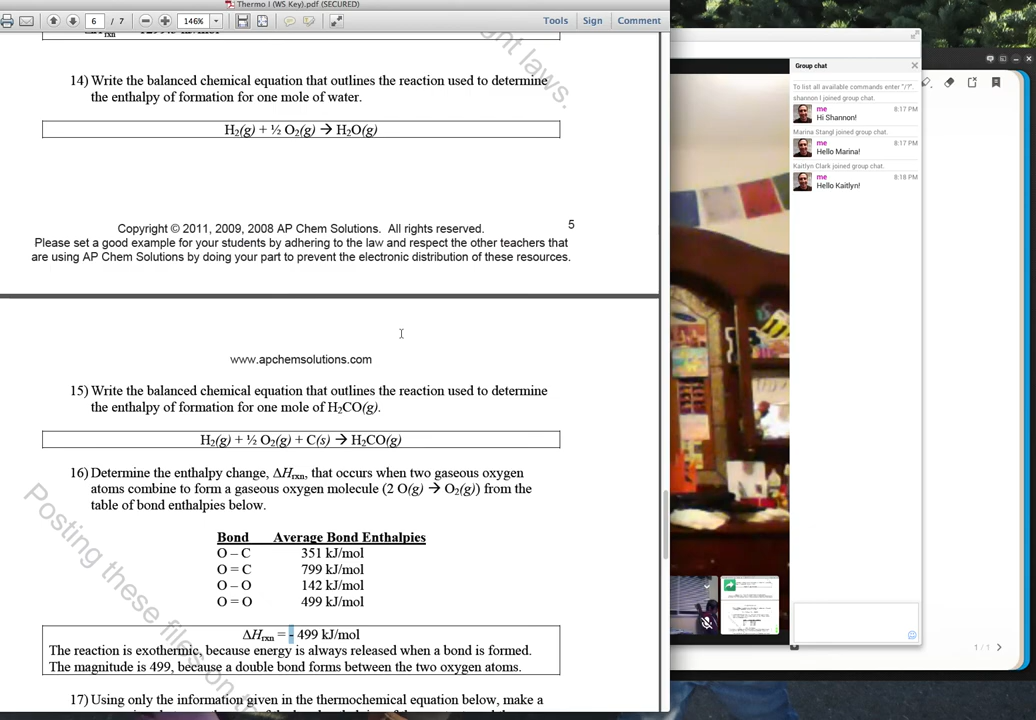 Thermo I (WS Key).pdf (SECURED)
6 / 7
146%
Tools Sign Comment
14) Write the balanced chemical equation that outlines the reaction used to determine
the enthalpy of formation for one mole of water.
H₂(g) + ½ O₂(g) → H₂O(g)
Copyright © 2011, 2009, 2008 AP Chem Solutions. All rights reserved.
5
Please set a good example for your students by adhering to the law and respect the other teachers that
are using AP Chem Solutions by doing your part to prevent the electronic distribution of these resources.
www.apchemsolutions.com
15) Write the balanced chemical equation that outlines the reaction used to determine
the enthalpy of formation for one mole of H₂CO(g).
H₂(g) + ½ O₂(g) + C(s) → H₂CO(g)
16) Determine the enthalpy change, ΔHrxn, that occurs when two gaseous oxygen
atoms combine to form a gaseous oxygen molecule (2 O(g) → O₂(g)) from the
table of bond enthalpies below.
Bond Average Bond Enthalpies
O – C 351 kJ/mol
O = C 799 kJ/mol
O – O 142 kJ/mol
O = O 499 kJ/mol
ΔHrxn = - 499 kJ/mol
The reaction is exothermic, because energy is always released when a bond is formed.
The magnitude is 499, because a double bond forms between the two oxygen atoms.
17) Using only the information given in the thermochemical equation below, make a
Posting these files on
ht laws.
Group chat
To list all available commands enter "/?".
shannon l joined group chat.
me 8:17 PM
Hi Shannon!
Marina Stangl joined group chat.
me 8:17 PM
Hello Marina!
Kaitlyn Clark joined group chat.
me 8:18 PM
Hello Kaitlyn!
1 / 1